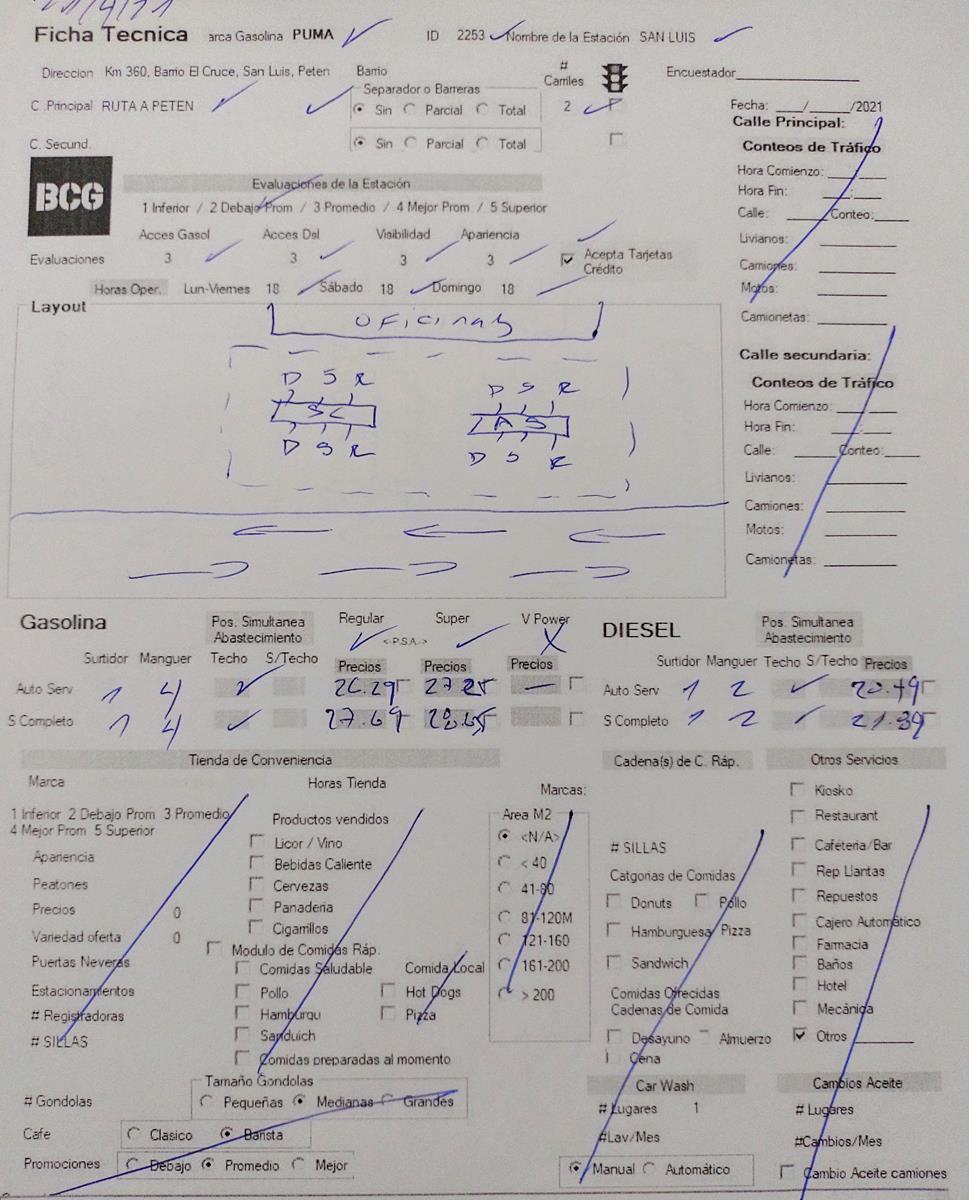 Ficha Tecnica arca Gasolina PUMA ID 2253 Nombre de la Estación SAN LUIS
Direccion Km 360, Barrio El Cruce, San Luis, Peten Barrio # Carriles Encuestador
C .Principal RUTA A PETEN Separador o Barreras Sin Parcial Total 2 Fecha: ___/_____/2021
C. Secund. Sin Parcial Total
Calle Principal:
Conteos de Tráfico
Hora Comienzo:
Hora Fin:
Calle: Conteo:
Livianos:
Camiones:
Motos:
Camionetas:
BCG
Evaluaciones de la Estación
1 Inferior / 2 Debajo Prom / 3 Promedio / 4 Mejor Prom / 5 Superior
Acces Gasol Acces Dsl Visibilidad Apariencia
Evaluaciones 3 3 3 3 Acepta Tarjetas Crédito
Horas Oper. Lun-Viernes 18 Sábado 18 Domingo 18
Layout
oficinas
D S R D S R
SC AS
D S R D S R
Calle secundaria:
Conteos de Tráfico
Hora Comienzo:
Hora Fin:
Calle: Conteo:
Livianos:
Camiones:
Motos:
Camionetas:
Gasolina Pos. Simultanea Abastecimiento Regular <-P.S.A.-> Super V Power
Surtidor Manguer Techo S/Techo Precios Precios Precios
Auto Serv 1 4 26.29 27.25 —
S Completo 1 4 27.69
DIESEL Pos. Simultanea Abastecimiento
Surtidor Manguer Techo S/Techo Precios
Auto Serv 1 2 20.49
S Completo 1 2
Tienda de Conveniencia
Marca Horas Tienda
1 Inferior 2 Debajo Prom 3 Promedio
4 Mejor Prom 5 Superior
Apariencia
Peatones
Precios 0
Variedad oferta 0
Puertas Neveras
Estacionamientos
# Registradoras
# SILLAS
Productos vendidos
Licor / Vino
Bebidas Caliente
Cervezas
Panaderia
Cigarrillos
Modulo de Comidas Ráp.
Comidas Saludable Comida Local
Pollo Hot Dogs
Hamburgu Pizza
Sanduich
Comidas preparadas al momento
Marcas:
Area M2
<N/A>
< 40
41-80
81-120M
121-160
161-200
> 200
# Gondolas Tamaño Gondolas
Pequeñas Medianas Grandes
Cafe Clasico Barista
Promociones Debajo Promedio Mejor
Cadena(s) de C. Ráp.
# SILLAS
Catgorias de Comidas
Donuts Pollo
Hamburguesa Pizza
Sandwich
Comidas Ofrecidas
Cadenas de Comida
Desayuno Almuerzo
Cena
Car Wash
# Lugares 1
#Lav/Mes
Manual Automático
Otros Servicios
Kiosko
Restaurant
Caféteria/Bar
Rep Llantas
Repuestos
Cajero Automático
Farmacia
Baños
Hotel
Mecánica
Otros
Cambios Aceite
# Lugares
#Cambios/Mes
Cambio Aceite camiones